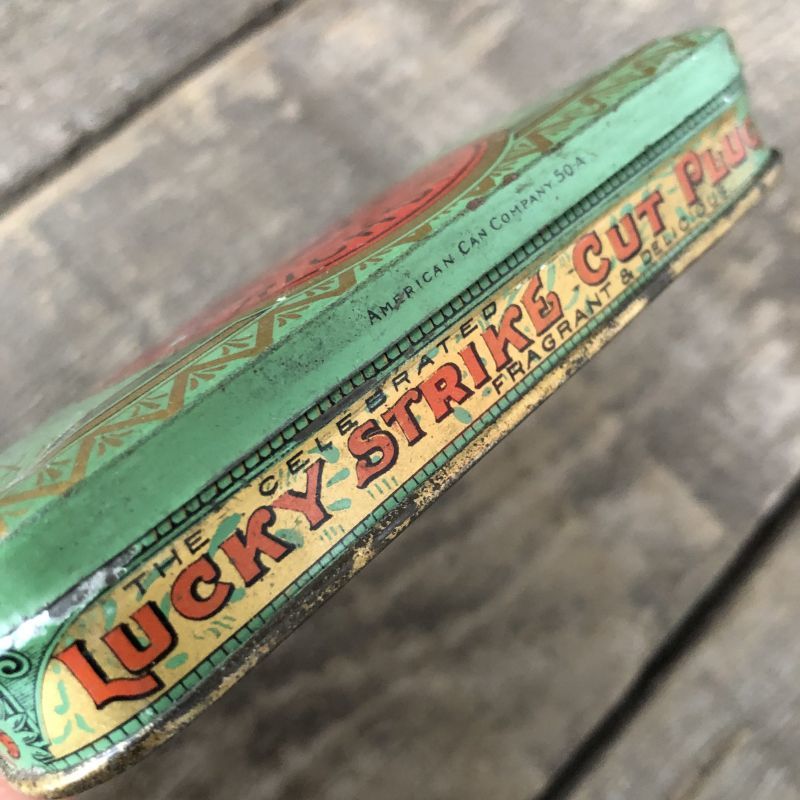 AMERICAN CAN COMPANY. 50-A
THE CELEBRATED
LUCKY STRIKE CUT PLUG
FRAGRANT & DELICIOUS